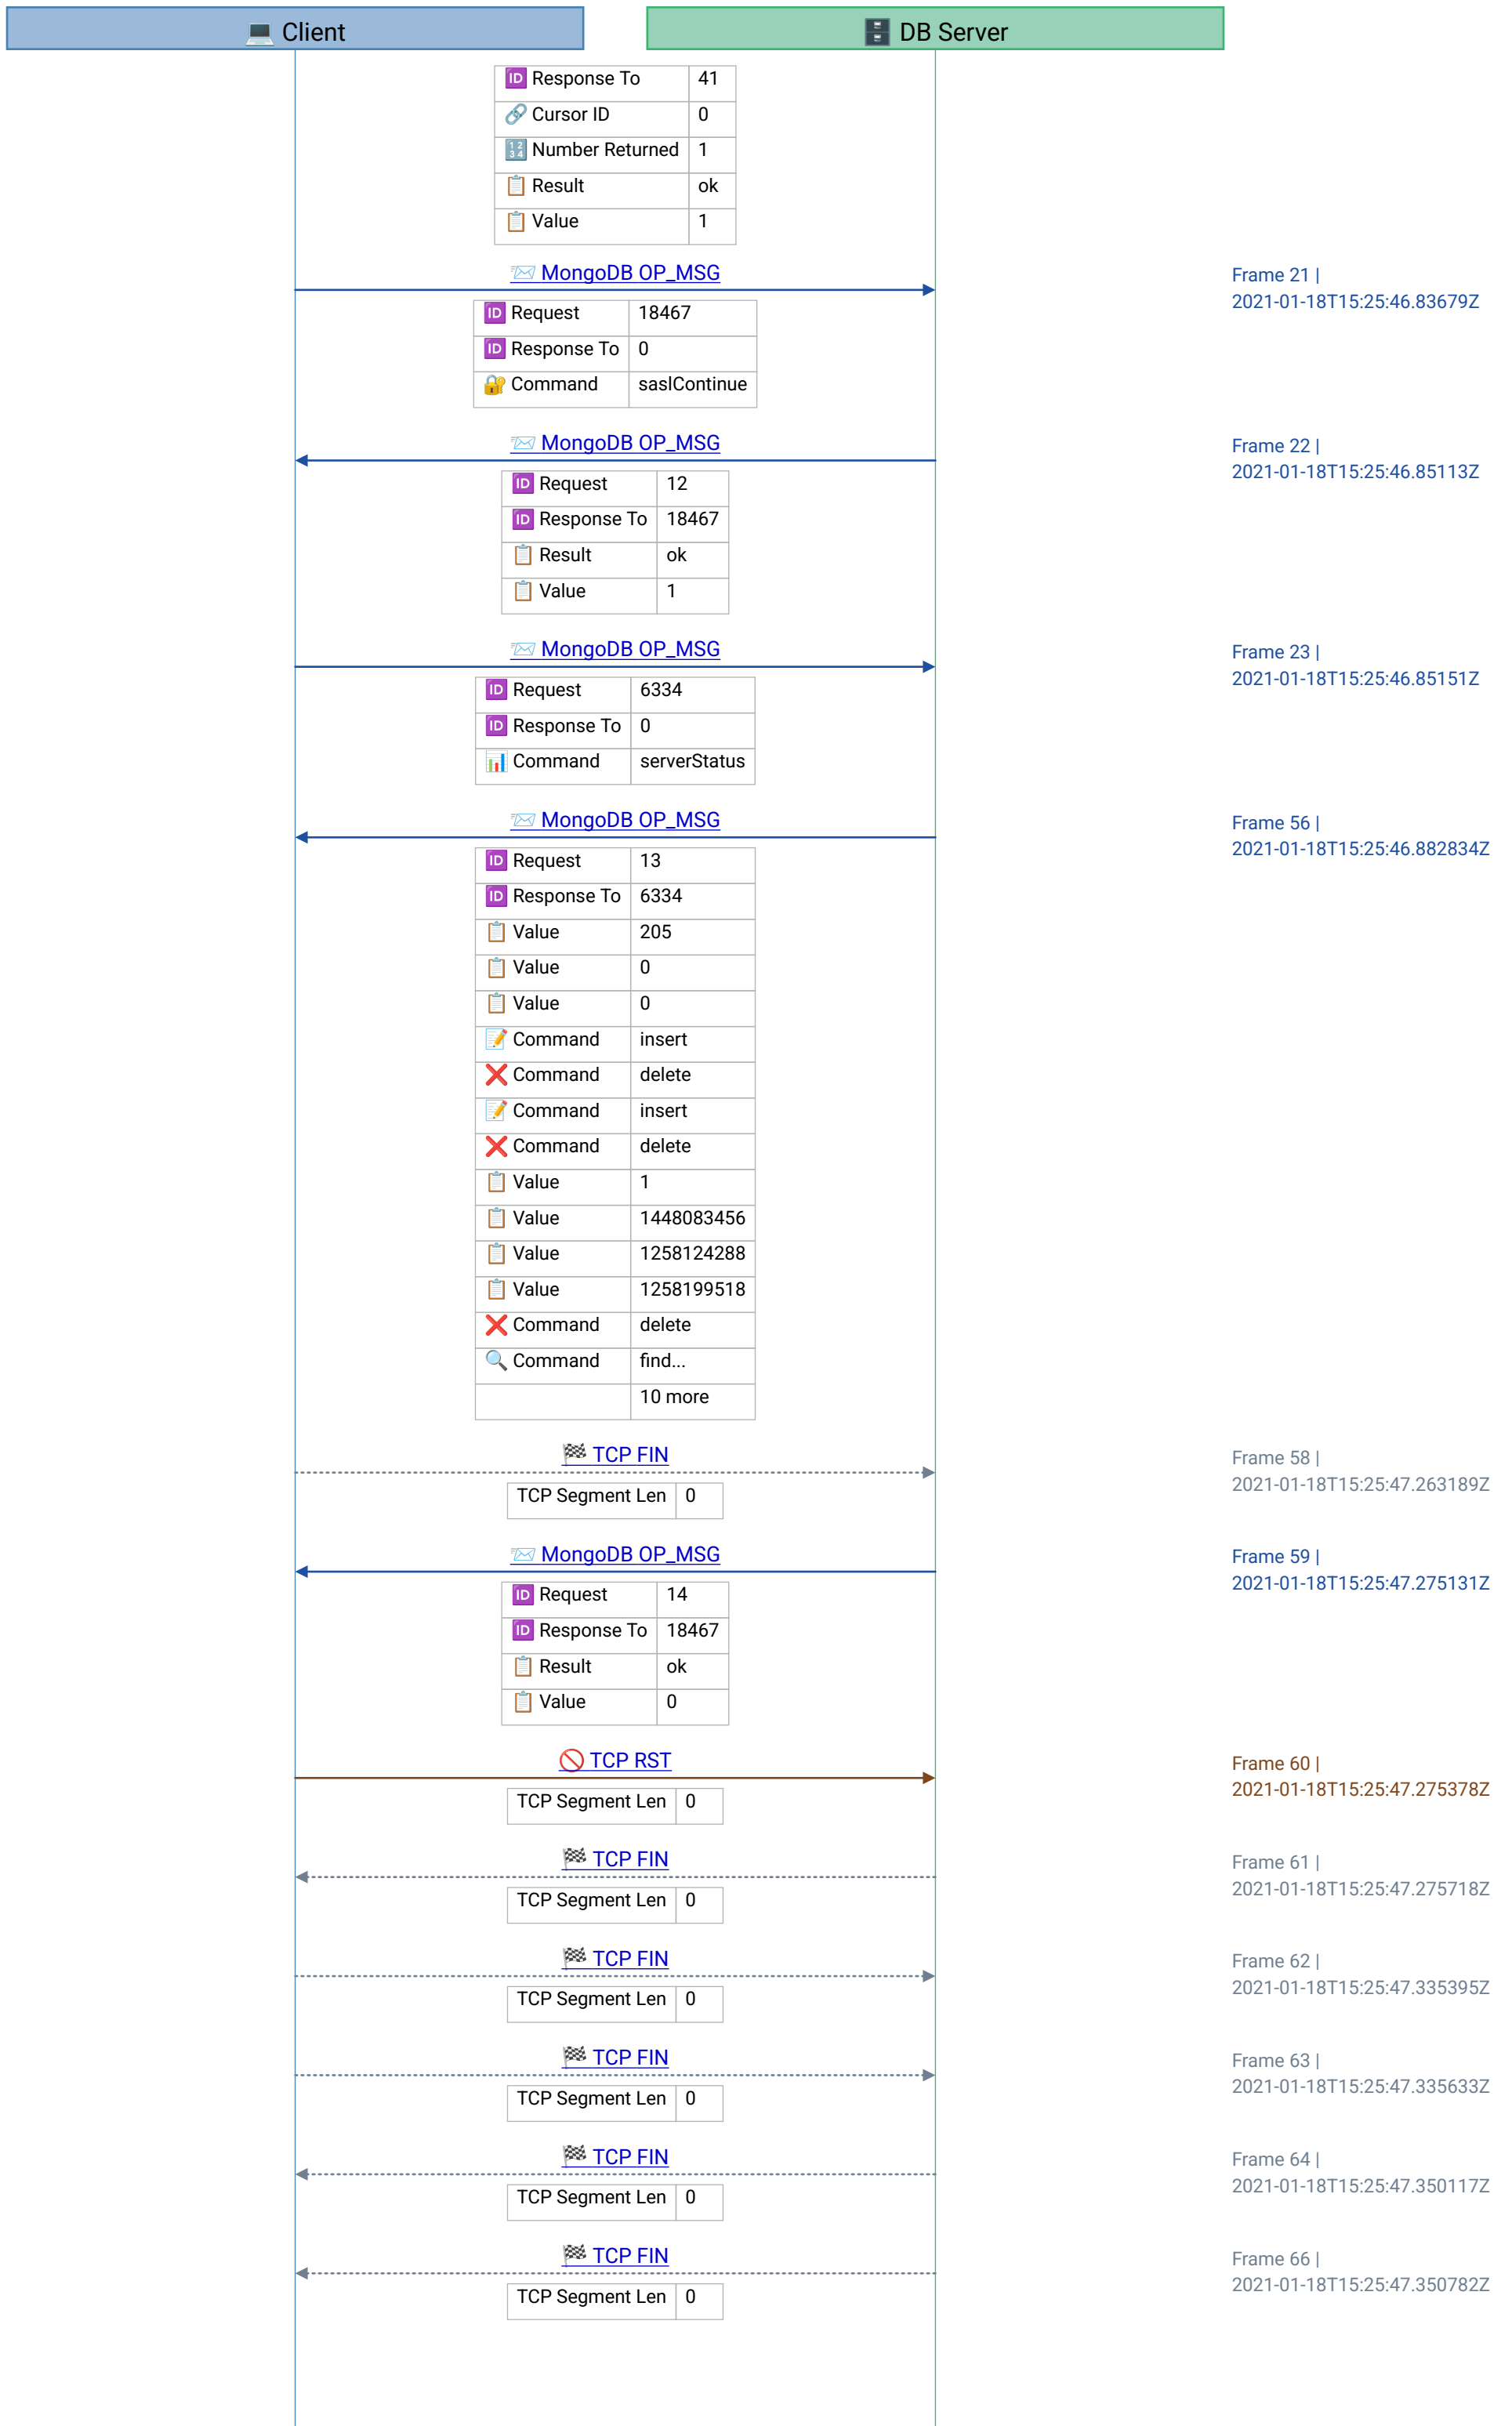 💻 Client
🗄️ DB Server
🆔 Response To 41
🔗 Cursor ID 0
🔢 Number Returned 1
📋 Result ok
📋 Value 1
📨 MongoDB OP_MSG
Frame 21 |
2021-01-18T15:25:46.83679Z
🆔 Request 18467
🆔 Response To 0
🔐 Command saslContinue
📨 MongoDB OP_MSG
Frame 22 |
2021-01-18T15:25:46.85113Z
🆔 Request 12
🆔 Response To 18467
📋 Result ok
📋 Value 1
📨 MongoDB OP_MSG
Frame 23 |
2021-01-18T15:25:46.85151Z
🆔 Request 6334
🆔 Response To 0
📊 Command serverStatus
📨 MongoDB OP_MSG
Frame 56 |
2021-01-18T15:25:46.882834Z
🆔 Request 13
🆔 Response To 6334
📋 Value 205
📋 Value 0
📋 Value 0
📝 Command insert
❌ Command delete
📝 Command insert
❌ Command delete
📋 Value 1
📋 Value 1448083456
📋 Value 1258124288
📋 Value 1258199518
❌ Command delete
🔍 Command find...
10 more
🏁 TCP FIN
Frame 58 |
2021-01-18T15:25:47.263189Z
TCP Segment Len 0
📨 MongoDB OP_MSG
Frame 59 |
2021-01-18T15:25:47.275131Z
🆔 Request 14
🆔 Response To 18467
📋 Result ok
📋 Value 0
🚫 TCP RST
Frame 60 |
2021-01-18T15:25:47.275378Z
TCP Segment Len 0
🏁 TCP FIN
Frame 61 |
2021-01-18T15:25:47.275718Z
TCP Segment Len 0
🏁 TCP FIN
Frame 62 |
2021-01-18T15:25:47.335395Z
TCP Segment Len 0
🏁 TCP FIN
Frame 63 |
2021-01-18T15:25:47.335633Z
TCP Segment Len 0
🏁 TCP FIN
Frame 64 |
2021-01-18T15:25:47.350117Z
TCP Segment Len 0
🏁 TCP FIN
Frame 66 |
2021-01-18T15:25:47.350782Z
TCP Segment Len 0